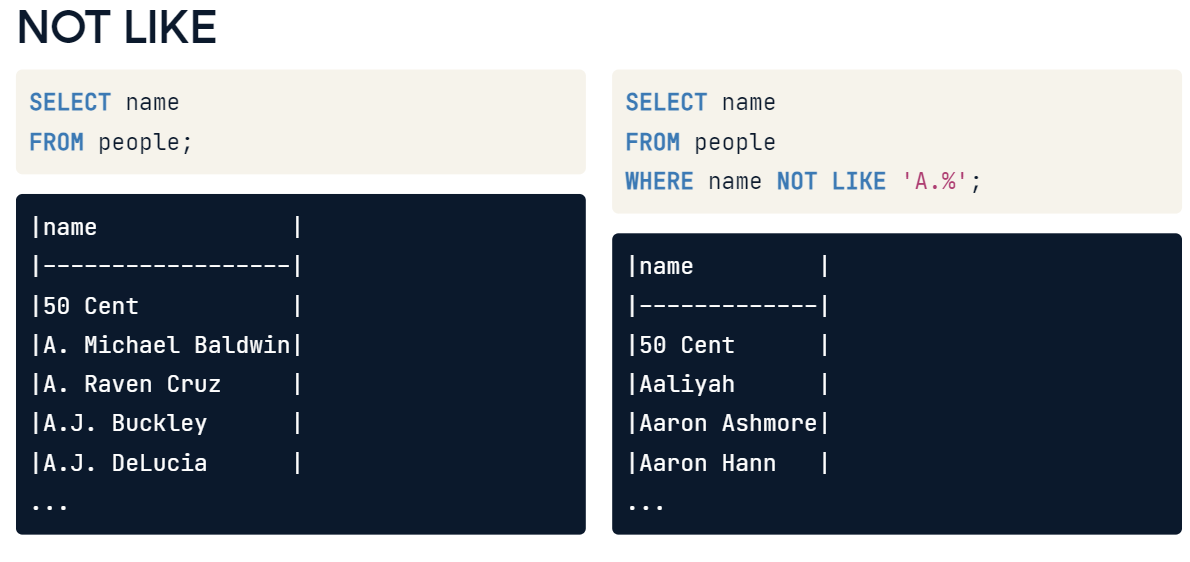 NOT LIKE
SELECT name
FROM people;
|name              |
|------------------|
|50 Cent           |
|A. Michael Baldwin|
|A. Raven Cruz     |
|A.J. Buckley      |
|A.J. DeLucia      |
...
SELECT name
FROM people
WHERE name NOT LIKE 'A.%';
|name         |
|-------------|
|50 Cent      |
|Aaliyah      |
|Aaron Ashmore|
|Aaron Hann   |
...